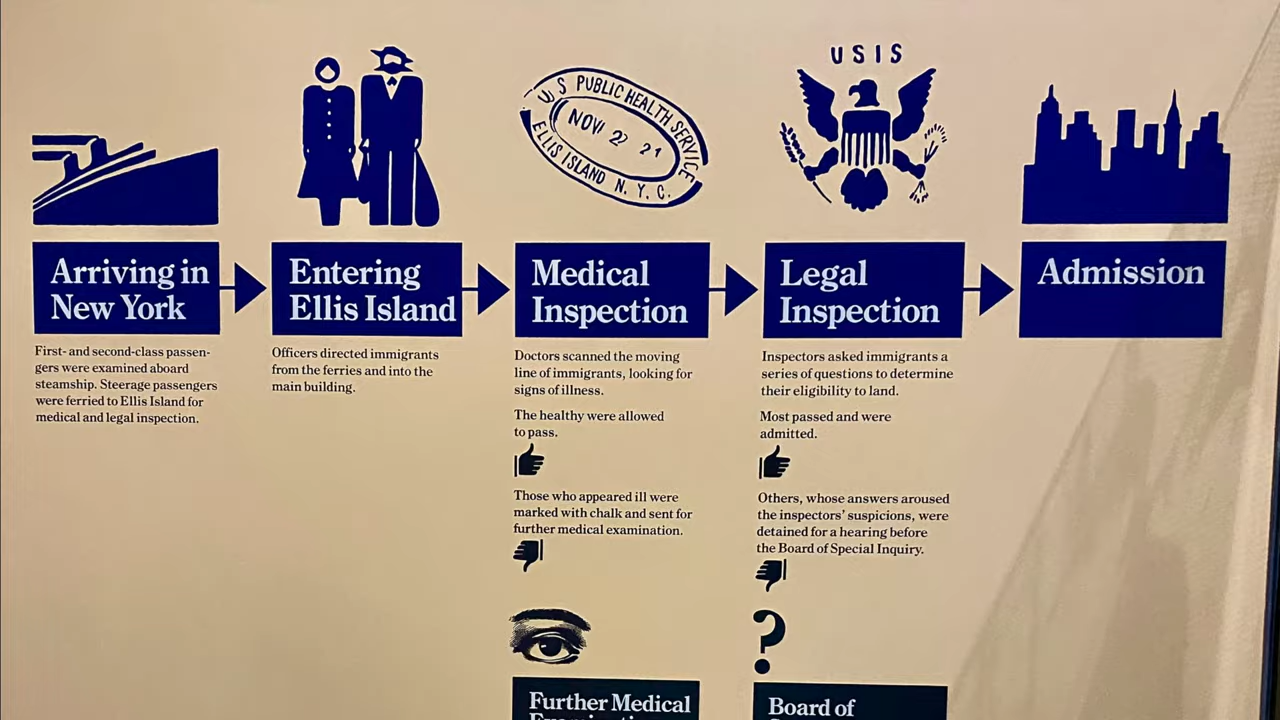 U S PUBLIC HEALTH SERVICE
NOV 22 21
ELLIS ISLAND N. Y. C.
USIS
Arriving in
New York
First- and second-class passen-
gers were examined aboard
steamship. Steerage passengers
were ferried to Ellis Island for
medical and legal inspection.
Entering
Ellis Island
Officers directed immigrants
from the ferries and into the
main building.
Medical
Inspection
Doctors scanned the moving
line of immigrants, looking for
signs of illness.
The healthy were allowed
to pass.
Those who appeared ill were
marked with chalk and sent for
further medical examination.
Further Medical
Legal
Inspection
Inspectors asked immigrants a
series of questions to determine
their eligibility to land.
Most passed and were
admitted.
Others, whose answers aroused
the inspectors' suspicions, were
detained for a hearing before
the Board of Special Inquiry.
Board of
Admission